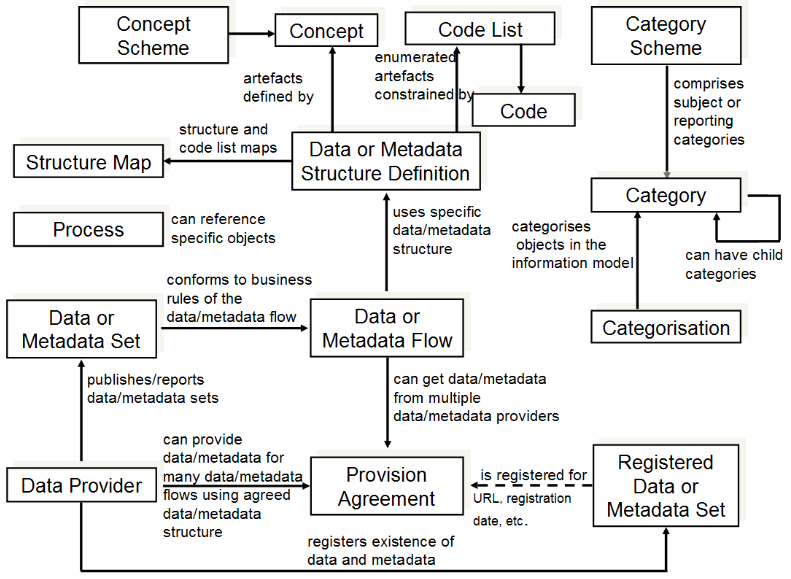 Concept
Scheme
Concept
Code List
Category
Scheme
artefacts
defined by
enumerated
artefacts
constrained by
Code
comprises
subject or
reporting
categories
structure and
code list maps
Structure Map
Data or Metadata
Structure Definition
Category
Process
can reference
specific objects
uses specific
data/metadata
structure
categorises
objects in the
information model
can have child
categories
conforms to business
rules of the
data/metadata flow
Data or
Metadata Set
Data or
Metadata Flow
Categorisation
publishes/reports
data/metadata sets
can get data/metadata
from multiple
data/metadata providers
can provide
data/metadata for
many data/metadata
flows using agreed
data/metadata
structure
Data Provider
Provision
Agreement
is registered for
URL, registration
date, etc.
Registered
Data or
Metadata Set
registers existence of
data and metadata